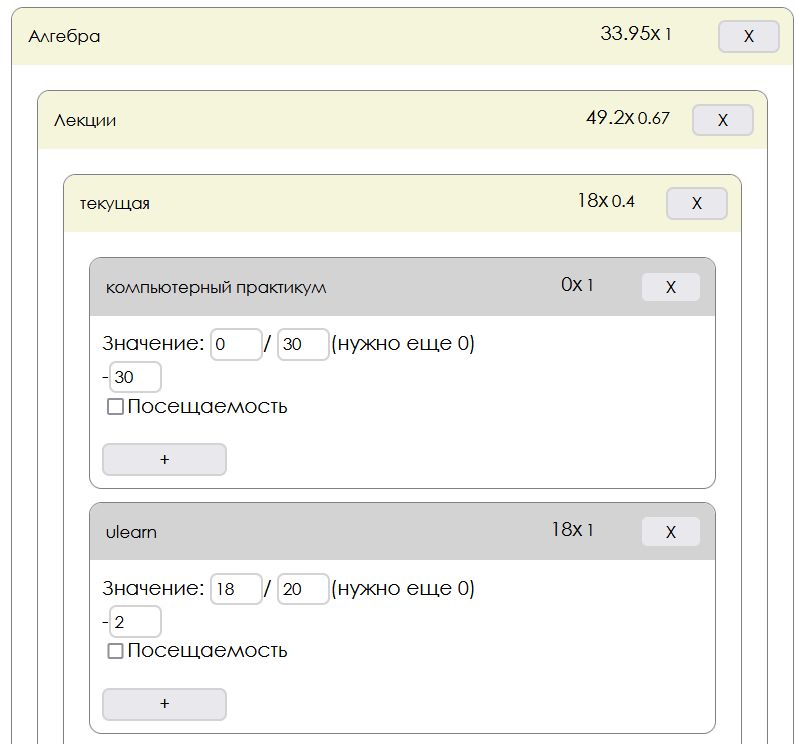 Алгебра 33.95x 1 X
Лекции 49.2x 0.67 X
текущая 18x 0.4 X
компьютерный практикум 0x 1 X
Значение: 0 / 30 (нужно еще 0)
- 30
Посещаемость
+
ulearn 18x 1 X
Значение: 18 / 20 (нужно еще 0)
- 2
Посещаемость
+